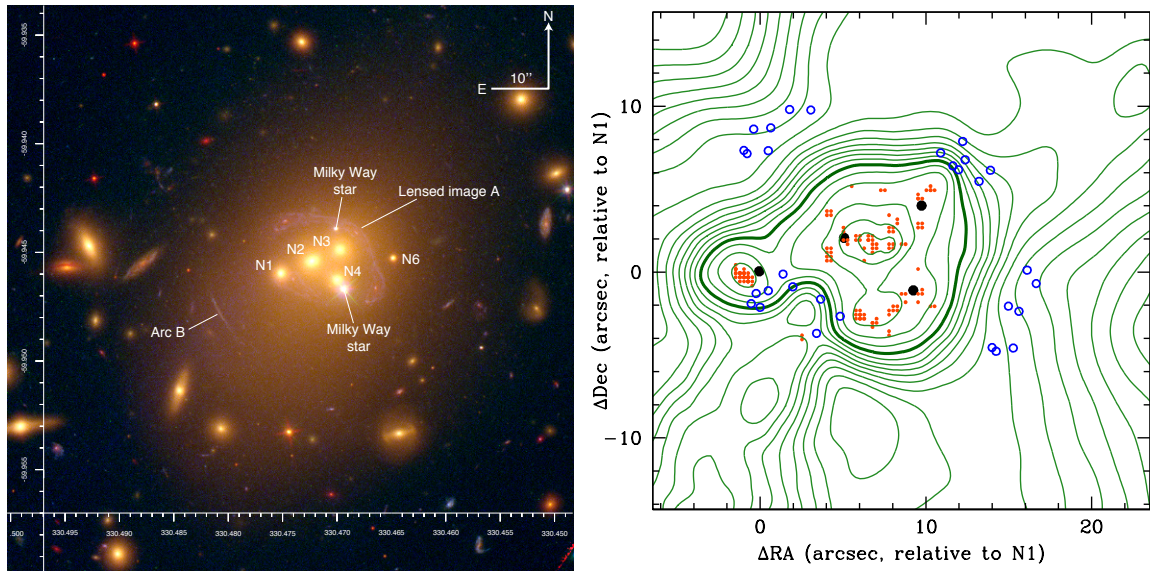 N
10’’
E
-59.935
-59.940
-59.945
-59.950
-59.955
Milky Way
star
Lensed image A
N3
N2
N1
N4
N6
Arc B
Milky Way
star
.500
330.495
330.490
330.485
330.480
330.475
330.470
330.465
330.460
330.455
330.450
ΔDec (arcsec, relative to N1)
10
0
−10
0
10
20
ΔRA (arcsec, relative to N1)